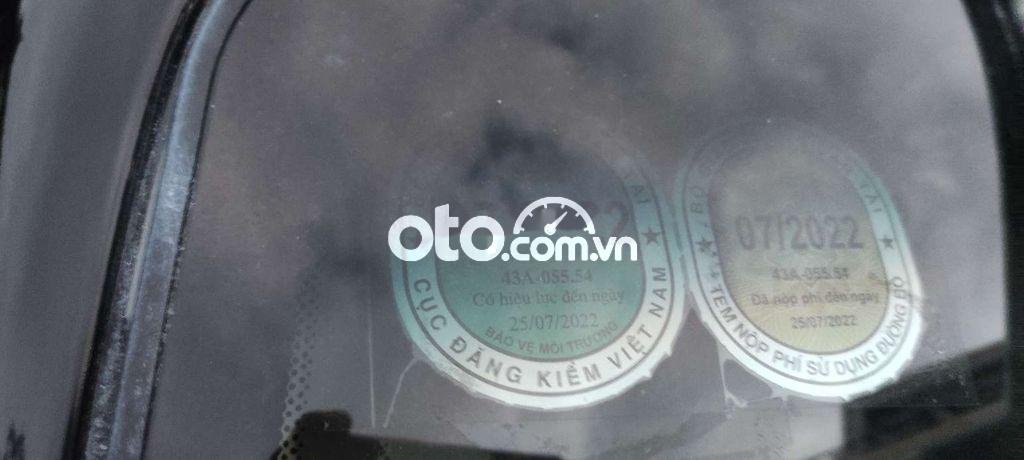 oto.com.vn
43A-055.54
Có hiệu lực đến ngày
25/07/2022
BẢO VỆ MÔI TRƯỜNG
CỤC ĐĂNG KIỂM VIỆT NAM
BỘ
TẢI
07/2022
43A-055.54
Đã nộp phí đến ngày
25/07/2022
TEM NỘP PHÍ SỬ DỤNG ĐƯỜNG BỘ